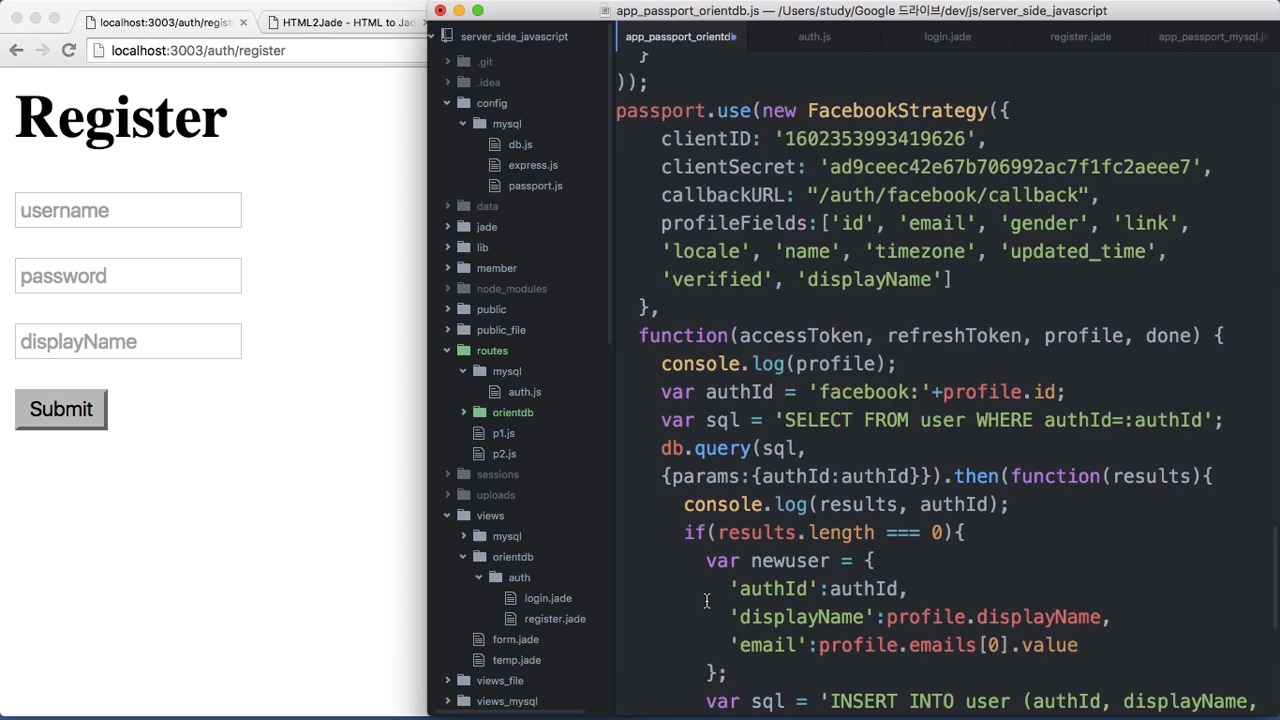 localhost:3003/auth/regist
HTML2Jade - HTML to Jad
localhost:3003/auth/register
Register
username
password
displayName
Submit
app_passport_orientdb.js — /Users/study/Google 드라이브/dev/js/server_side_javascript
server_side_javascript
.git
.idea
config
mysql
db.js
express.js
passport.js
data
jade
lib
member
node_modules
public
public_file
routes
mysql
auth.js
orientdb
p1.js
p2.js
sessions
uploads
views
mysql
orientdb
auth
login.jade
register.jade
form.jade
temp.jade
views_file
views_mysql
app_passport_orientdb
auth.js
login.jade
register.jade
app_passport_mysql.js
}
));
passport.use(new FacebookStrategy({
clientID: '1602353993419626',
clientSecret: 'ad9ceec42e67b706992ac7f1fc2aeee7',
callbackURL: "/auth/facebook/callback",
profileFields:['id', 'email', 'gender', 'link',
'locale', 'name', 'timezone', 'updated_time',
'verified', 'displayName']
},
function(accessToken, refreshToken, profile, done) {
console.log(profile);
var authId = 'facebook:'+profile.id;
var sql = 'SELECT FROM user WHERE authId=:authId';
db.query(sql,
{params:{authId:authId}}).then(function(results){
console.log(results, authId);
if(results.length === 0){
var newuser = {
'authId':authId,
'displayName':profile.displayName,
'email':profile.emails[0].value
};
var sql = 'INSERT INTO user (authId, displayName,